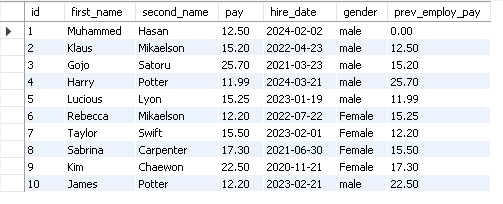 id first_name second_name pay hire_date gender prev_employ_pay
1 Muhammed Hasan 12.50 2024-02-02 male 0.00
2 Klaus Mikaelson 15.20 2022-04-23 male 12.50
3 Gojo Satoru 25.70 2021-03-23 male 15.20
4 Harry Potter 11.99 2024-03-21 male 25.70
5 Lucious Lyon 15.25 2023-01-19 male 11.99
6 Rebecca Mikaelson 12.20 2022-07-22 Female 15.25
7 Taylor Swift 15.50 2023-02-01 Female 12.20
8 Sabrina Carpenter 17.30 2021-06-30 Female 15.50
9 Kim Chaewon 22.50 2020-11-21 Female 17.30
10 James Potter 12.20 2023-02-21 male 22.50